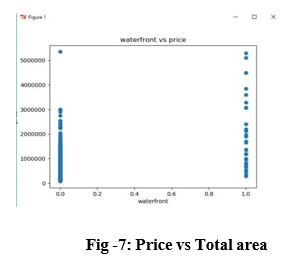 Figure 1
waterfront vs price
5000000
4000000
3000000
2000000
1000000
0
0.0 0.2 0.4 0.6 0.8 1.0
waterfront
Fig -7: Price vs Total area